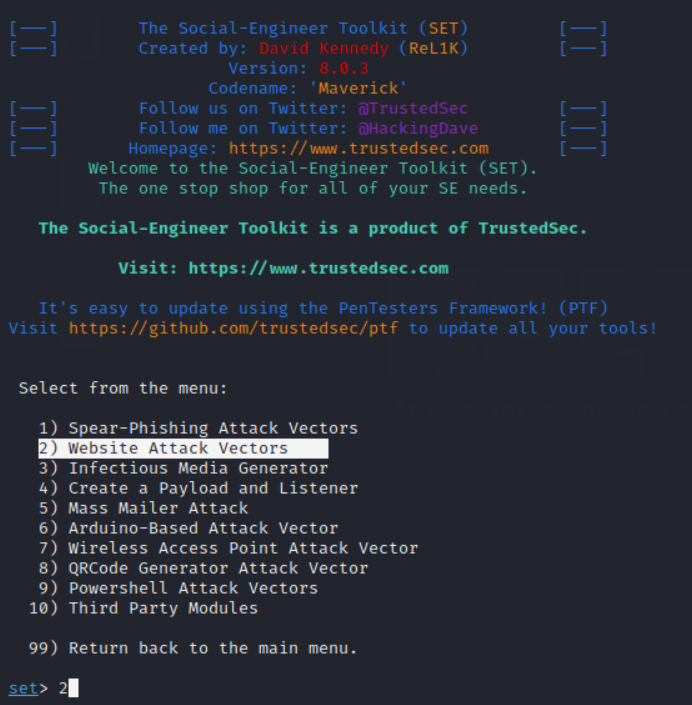 [---] The Social-Engineer Toolkit (SET) [---]
[---] Created by: David Kennedy (ReL1K) [---]
Version: 8.0.3
Codename: 'Maverick'
[---] Follow us on Twitter: @TrustedSec [---]
[---] Follow me on Twitter: @HackingDave [---]
[---] Homepage: https://www.trustedsec.com [---]
Welcome to the Social-Engineer Toolkit (SET).
The one stop shop for all of your SE needs.
The Social-Engineer Toolkit is a product of TrustedSec.
Visit: https://www.trustedsec.com
It's easy to update using the PenTesters Framework! (PTF)
Visit https://github.com/trustedsec/ptf to update all your tools!
Select from the menu:
1) Spear-Phishing Attack Vectors
2) Website Attack Vectors
3) Infectious Media Generator
4) Create a Payload and Listener
5) Mass Mailer Attack
6) Arduino-Based Attack Vector
7) Wireless Access Point Attack Vector
8) QRCode Generator Attack Vector
9) Powershell Attack Vectors
10) Third Party Modules
99) Return back to the main menu.
set> 2